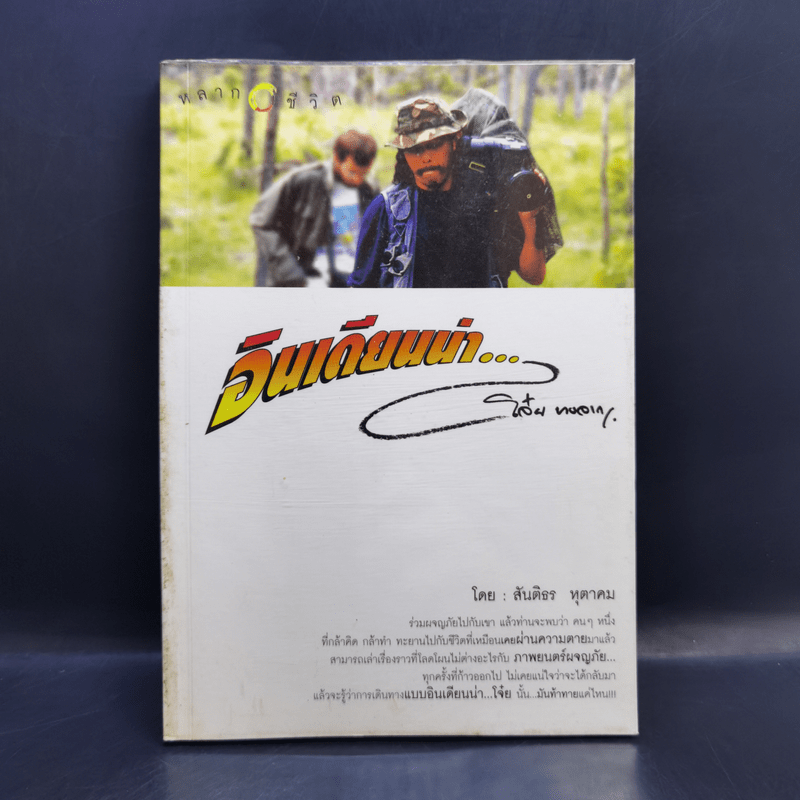 หลาก ชีวิต
อินเดียนน่า...
โจ๋ย บางจาก.
โดย : สันติธร หุตาคม
ร่วมผจญภัยไปกับเขา แล้วท่านจะพบว่า คนๆ หนึ่ง
ที่กล้าคิด กล้าทำ ทะยานไปกับชีวิตที่เหมือนเคยผ่านความตายมาแล้ว
สามารถเล่าเรื่องราวที่โลดโผนไม่ต่างอะไรกับ ภาพยนตร์ผจญภัย...
ทุกครั้งที่ก้าวออกไป ไม่เคยแน่ใจว่าจะได้กลับมา
แล้วจะรู้ว่าการเดินทางแบบอินเดียนน่า...โจ๋ย นั้น...มันท้าทายแค่ไหน!!!